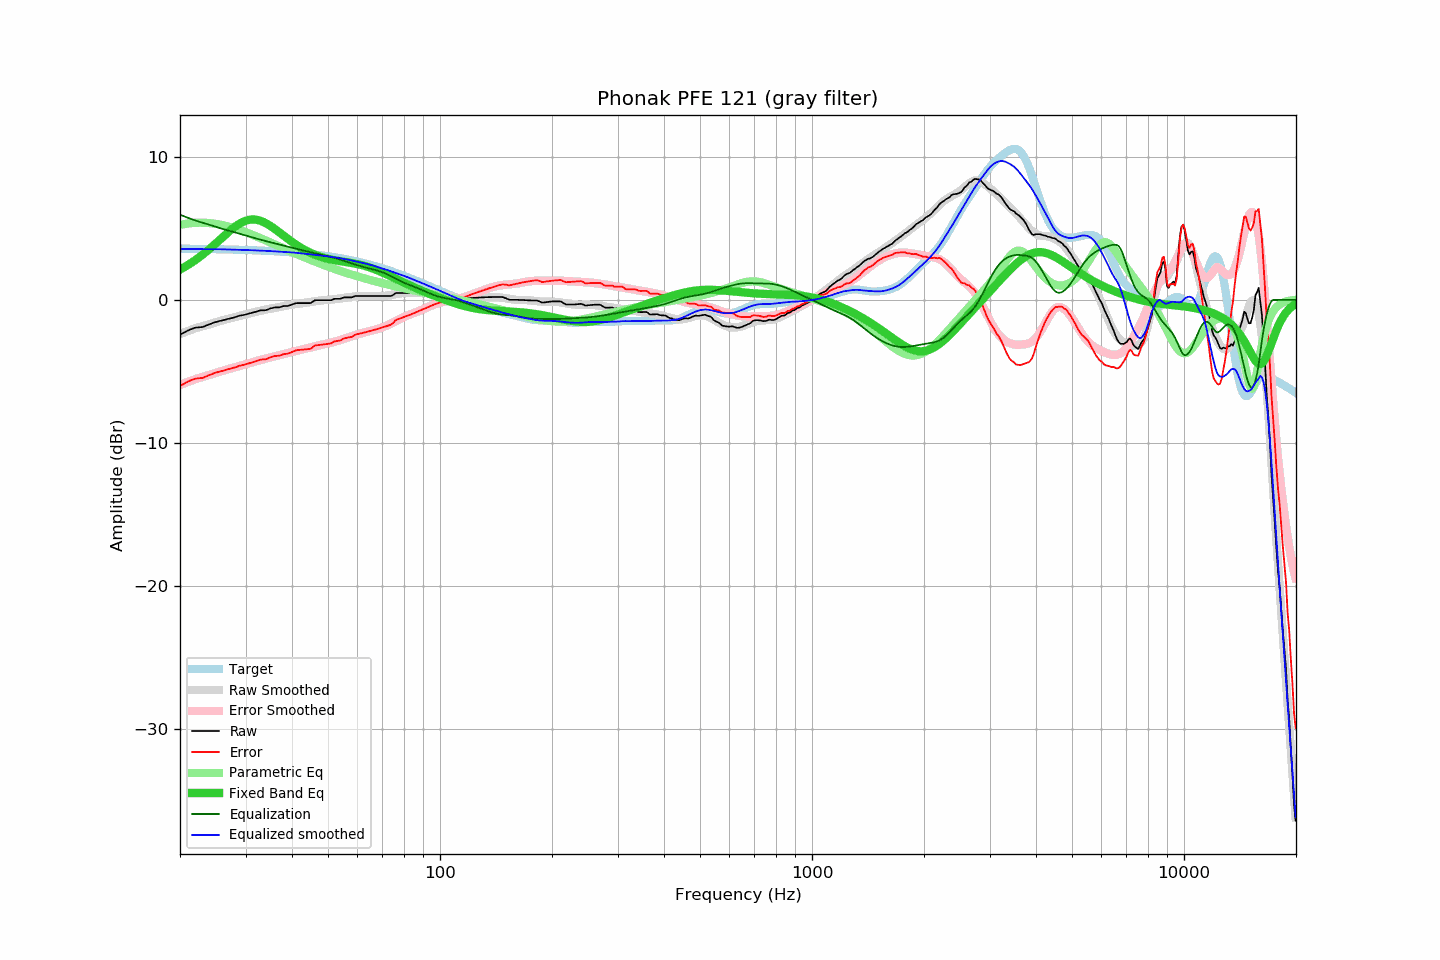 Phonak PFE 121 (gray filter)
10
0
−10
−20
−30
Amplitude (dBr)
Target
Raw Smoothed
Error Smoothed
Raw
Error
Parametric Eq
Fixed Band Eq
Equalization
Equalized smoothed
100
1000
10000
Frequency (Hz)